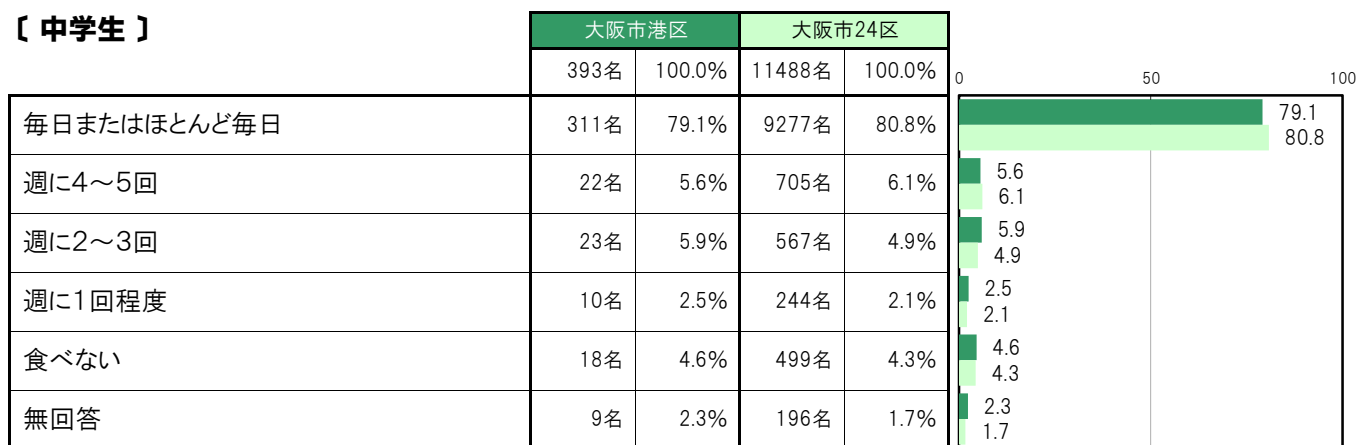 〔 中学生 〕
大阪市港区 大阪市24区
393名 100.0% 11488名 100.0%
0 50 100
毎日またはほとんど毎日 311名 79.1% 9277名 80.8% 79.1
80.8
週に4～5回 22名 5.6% 705名 6.1% 5.6
6.1
週に2～3回 23名 5.9% 567名 4.9% 5.9
4.9
週に1回程度 10名 2.5% 244名 2.1% 2.5
2.1
食べない 18名 4.6% 499名 4.3% 4.6
4.3
無回答 9名 2.3% 196名 1.7% 2.3
1.7